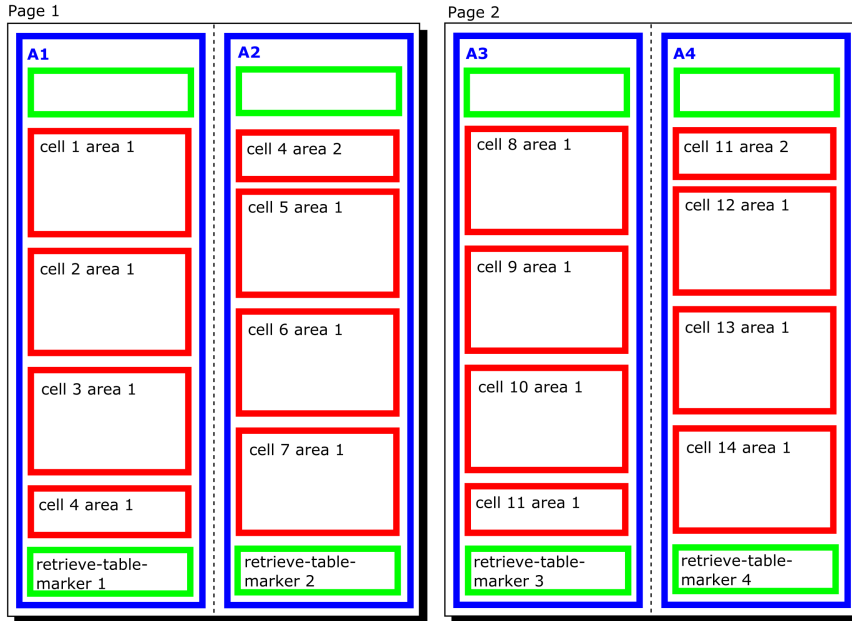 Page 1
A1
cell 1 area 1
cell 2 area 1
cell 3 area 1
cell 4 area 1
retrieve-table-
marker 1
A2
cell 4 area 2
cell 5 area 1
cell 6 area 1
cell 7 area 1
retrieve-table-
marker 2
Page 2
A3
cell 8 area 1
cell 9 area 1
cell 10 area 1
cell 11 area 1
retrieve-table-
marker 3
A4
cell 11 area 2
cell 12 area 1
cell 13 area 1
cell 14 area 1
retrieve-table-
marker 4